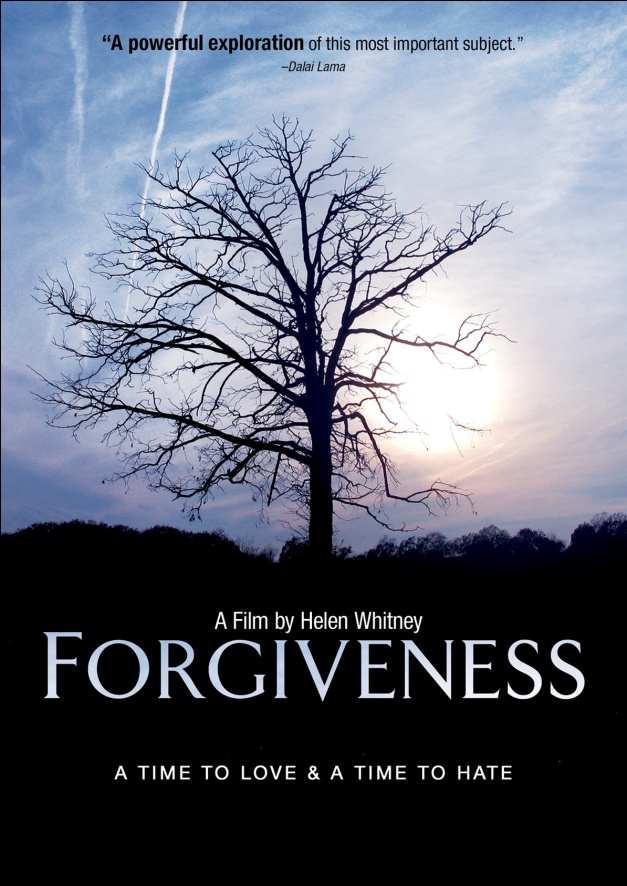 “A powerful exploration of this most important subject.”
–Dalai Lama
A Film by Helen Whitney
FORGIVENESS
A TIME TO LOVE & A TIME TO HATE